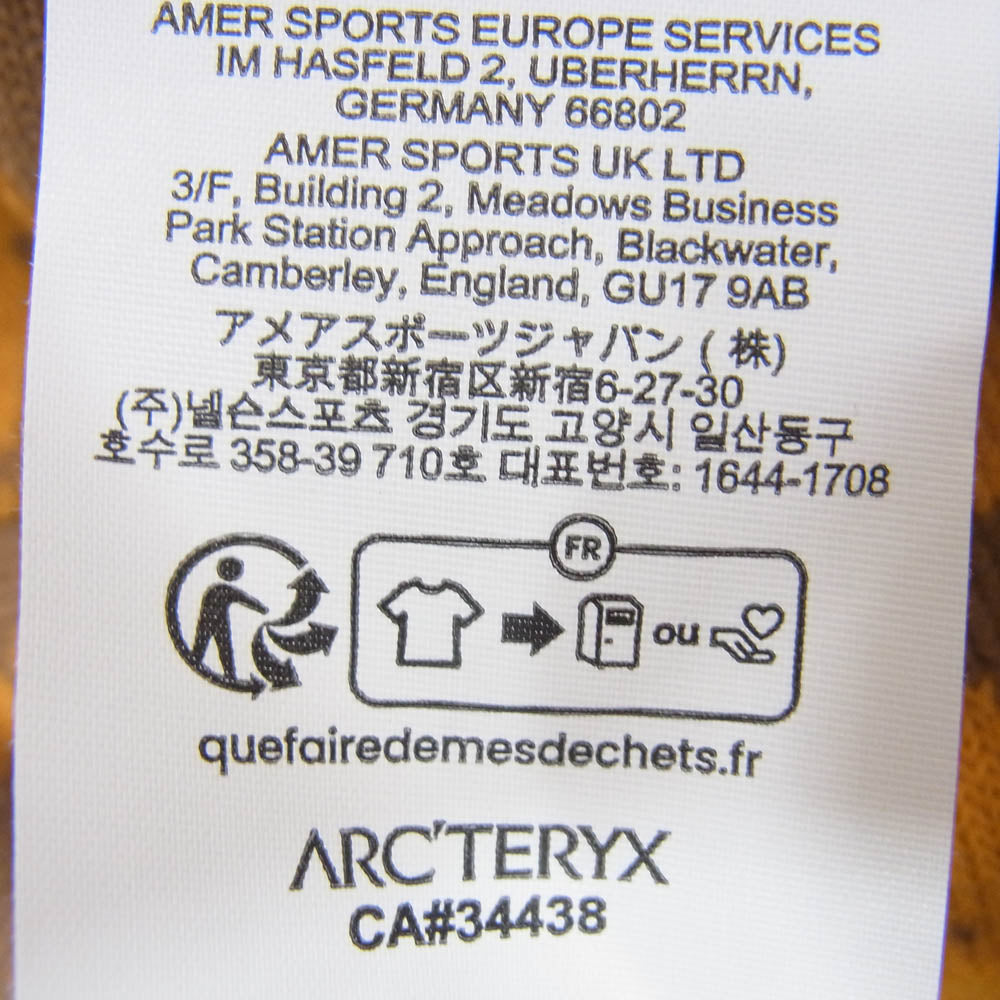 AMER SPORTS EUROPE SERVICES
IM HASFELD 2, UBERHERRN,
GERMANY 66802
AMER SPORTS UK LTD
3/F, Building 2, Meadows Business
Park Station Approach, Blackwater,
Camberley, England, GU17 9AB
アメアスポーツジャパン ( 株)
東京都新宿区新宿6-27-30
(주)넬슨스포츠 경기도 고양시 일산동구
호수로 358-39 710호 대표번호: 1644-1708
FR
ou
quefairedemesdechets.fr
ARC'TERYX
CA#34438